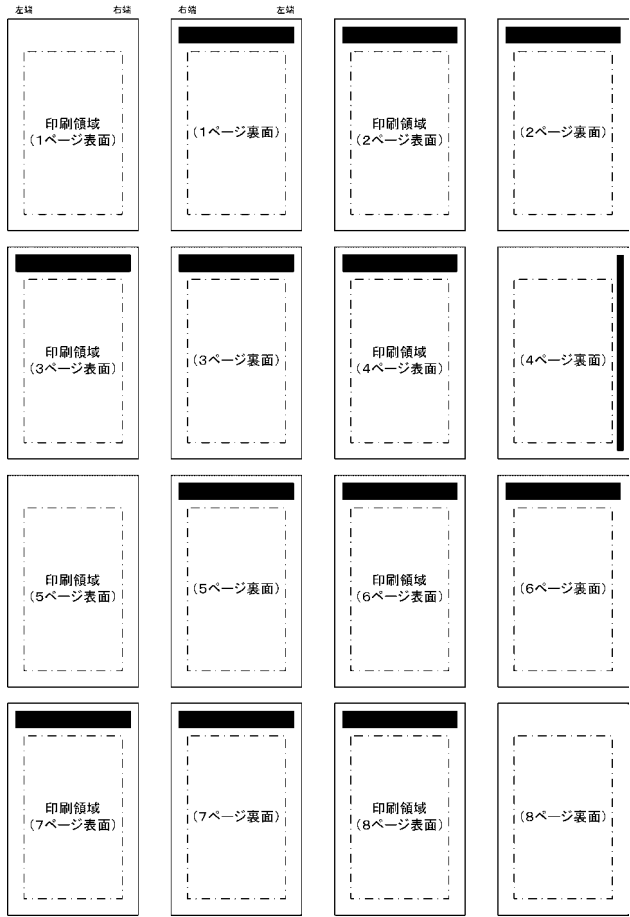 左端 右端 右端 左端
印刷領域
(1ページ表面)
(1ページ裏面)
印刷領域
(2ページ表面)
(2ページ裏面)
印刷領域
(3ページ表面)
(3ページ裏面)
印刷領域
(4ページ表面)
(4ページ裏面)
印刷領域
(5ページ表面)
(5ページ裏面)
印刷領域
(6ページ表面)
(6ページ裏面)
印刷領域
(7ページ表面)
(7ページ裏面)
印刷領域
(8ページ表面)
(8ページ裏面)